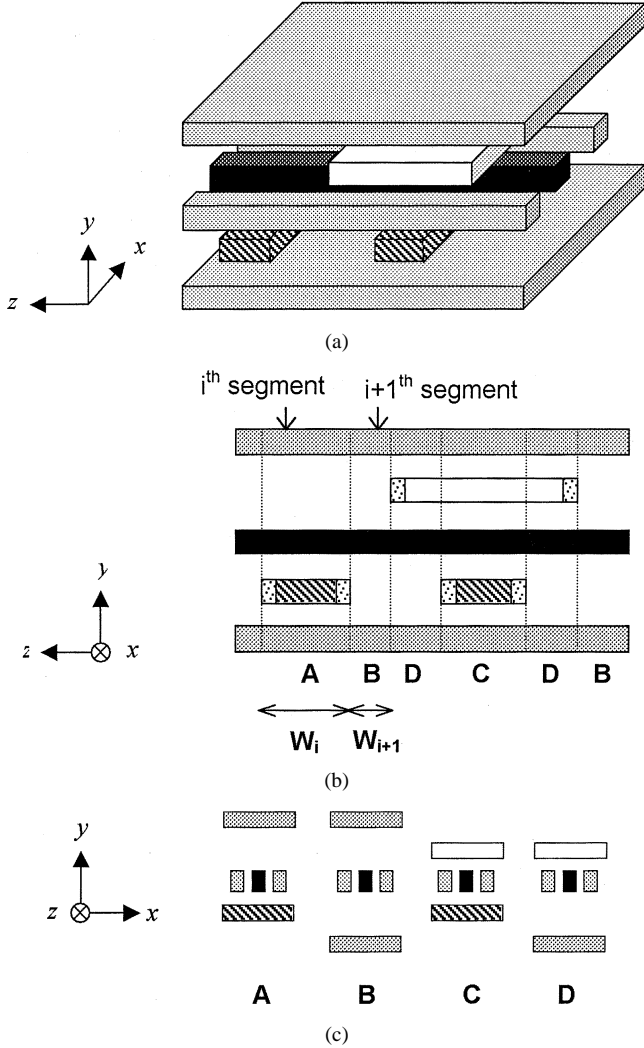 y
x
z
(a)
iᵗʰ segment
i+1ᵗʰ segment
y
z
x
A B D C D B
Wᵢ Wᵢ₊₁
(b)
y
z
x
A B C D
(c)